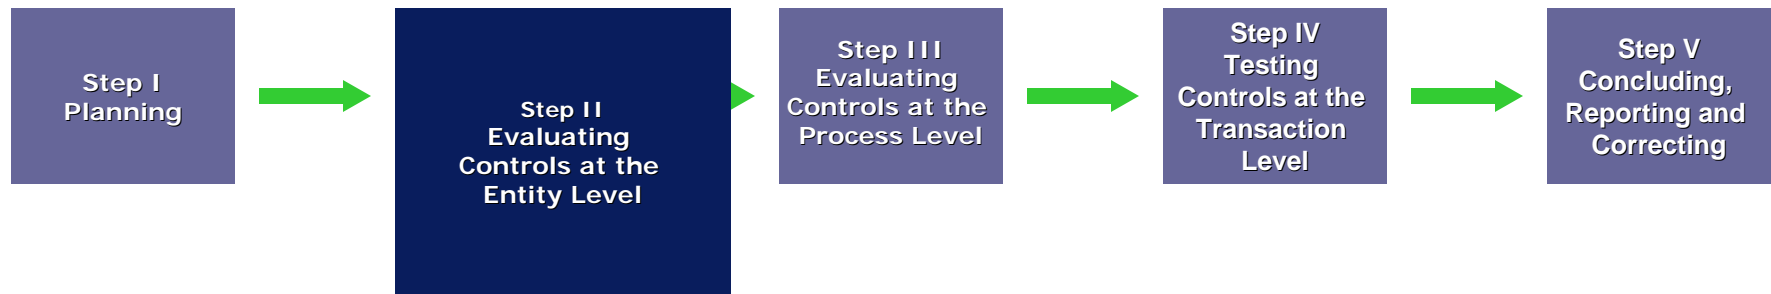 Step I
Planning
Step II
Evaluating
Controls at the
Entity Level
Step III
Evaluating
Controls at the
Process Level
Step IV
Testing
Controls at the
Transaction
Level
Step V
Concluding,
Reporting and
Correcting